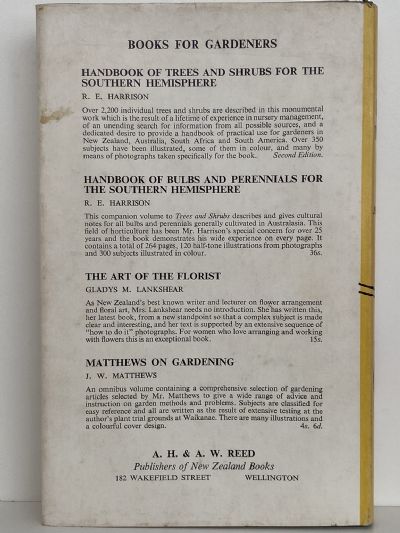 BOOKS FOR GARDENERS
HANDBOOK OF TREES AND SHRUBS FOR THE
SOUTHERN HEMISPHERE
R. E. HARRISON
Over 2,200 individual trees and shrubs are described in this monumental
work which is the result of a lifetime of experience in nursery management,
of an unending search for information from all possible sources, and a
dedicated desire to provide a handbook of practical use for gardeners in
New Zealand, Australia, South Africa and South America. Over 350
subjects have been illustrated, some of them in colour, and many by
means of photographs taken specifically for the book. Second Edition.
HANDBOOK OF BULBS AND PERENNIALS FOR
THE SOUTHERN HEMISPHERE
R. E. HARRISON
This companion volume to Trees and Shrubs describes and gives cultural
notes for all bulbs and perennials generally cultivated in Australasia. This
field of horticulture has been Mr. Harrison's special concern for over 25
years and the book demonstrates his wide experience on every page. It
contains a total of 264 pages, 120 half-tone illustrations from photographs
and 300 subjects illustrated in colour. 36s.
THE ART OF THE FLORIST
GLADYS M. LANKSHEAR
As New Zealand's best known writer and lecturer on flower arrangement
and floral art, Mrs. Lankshear needs no introduction. She has written this,
her latest book, from a new standpoint so that a complex subject is made
clear and interesting, and her text is supported by an extensive sequence of
"how to do it" photographs. For women who love arranging and working
with flowers this is an exceptional book. 15s.
MATTHEWS ON GARDENING
J. W. MATTHEWS
An omnibus volume containing a comprehensive selection of gardening
articles selected by Mr. Matthews to give a wide range of advice and
instruction on garden methods and problems. Subjects are classified for
easy reference and all are written as the result of extensive testing at the
author's plant trial grounds at Waikanae. There are many illustrations and
a colourful cover design. 4s. 6d.
A. H. & A. W. REED
Publishers of New Zealand Books
182 WAKEFIELD STREET WELLINGTON